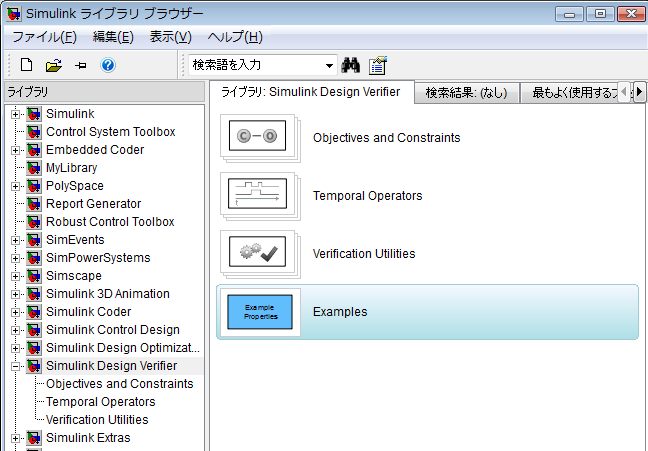 Simulink ライブラリ ブラウザー
ファイル(F) 編集(E) 表示(V) ヘルプ(H)
検索語を入力
ライブラリ
Simulink
Control System Toolbox
Embedded Coder
MyLibrary
PolySpace
Report Generator
Robust Control Toolbox
SimEvents
SimPowerSystems
Simscape
Simulink 3D Animation
Simulink Coder
Simulink Control Design
Simulink Design Optimizat...
Simulink Design Verifier
Objectives and Constraints
Temporal Operators
Verification Utilities
Simulink Extras
ライブラリ: Simulink Design Verifier 検索結果: (なし) 最もよく使用するブ
C O
Objectives and Constraints
Temporal Operators
Verification Utilities
Example
Properties
Examples